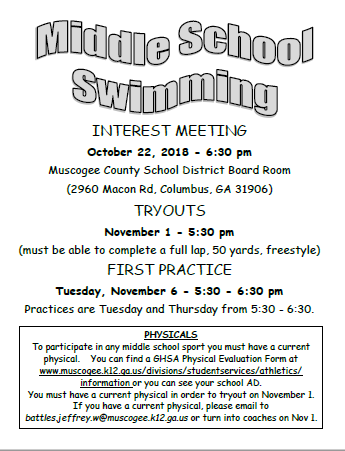 Middle School
Swimming
INTEREST MEETING
October 22, 2018 - 6:30 pm
Muscogee County School District Board Room
(2960 Macon Rd, Columbus, GA 31906)
TRYOUTS
November 1 - 5:30 pm
(must be able to complete a full lap, 50 yards, freestyle)
FIRST PRACTICE
Tuesday, November 6 - 5:30 - 6:30 pm
Practices are Tuesday and Thursday from 5:30 - 6:30.
PHYSICALS
To participate in any middle school sport you must have a current
physical. You can find a GHSA Physical Evaluation Form at
www.muscogee.k12.ga.us/divisions/studentservices/athletics/
information or you can see your school AD.
You must have a current physical in order to tryout on November 1.
If you have a current physical, please email to
battles.jeffrey.w@muscogee.k12.ga.us or turn into coaches on Nov 1.